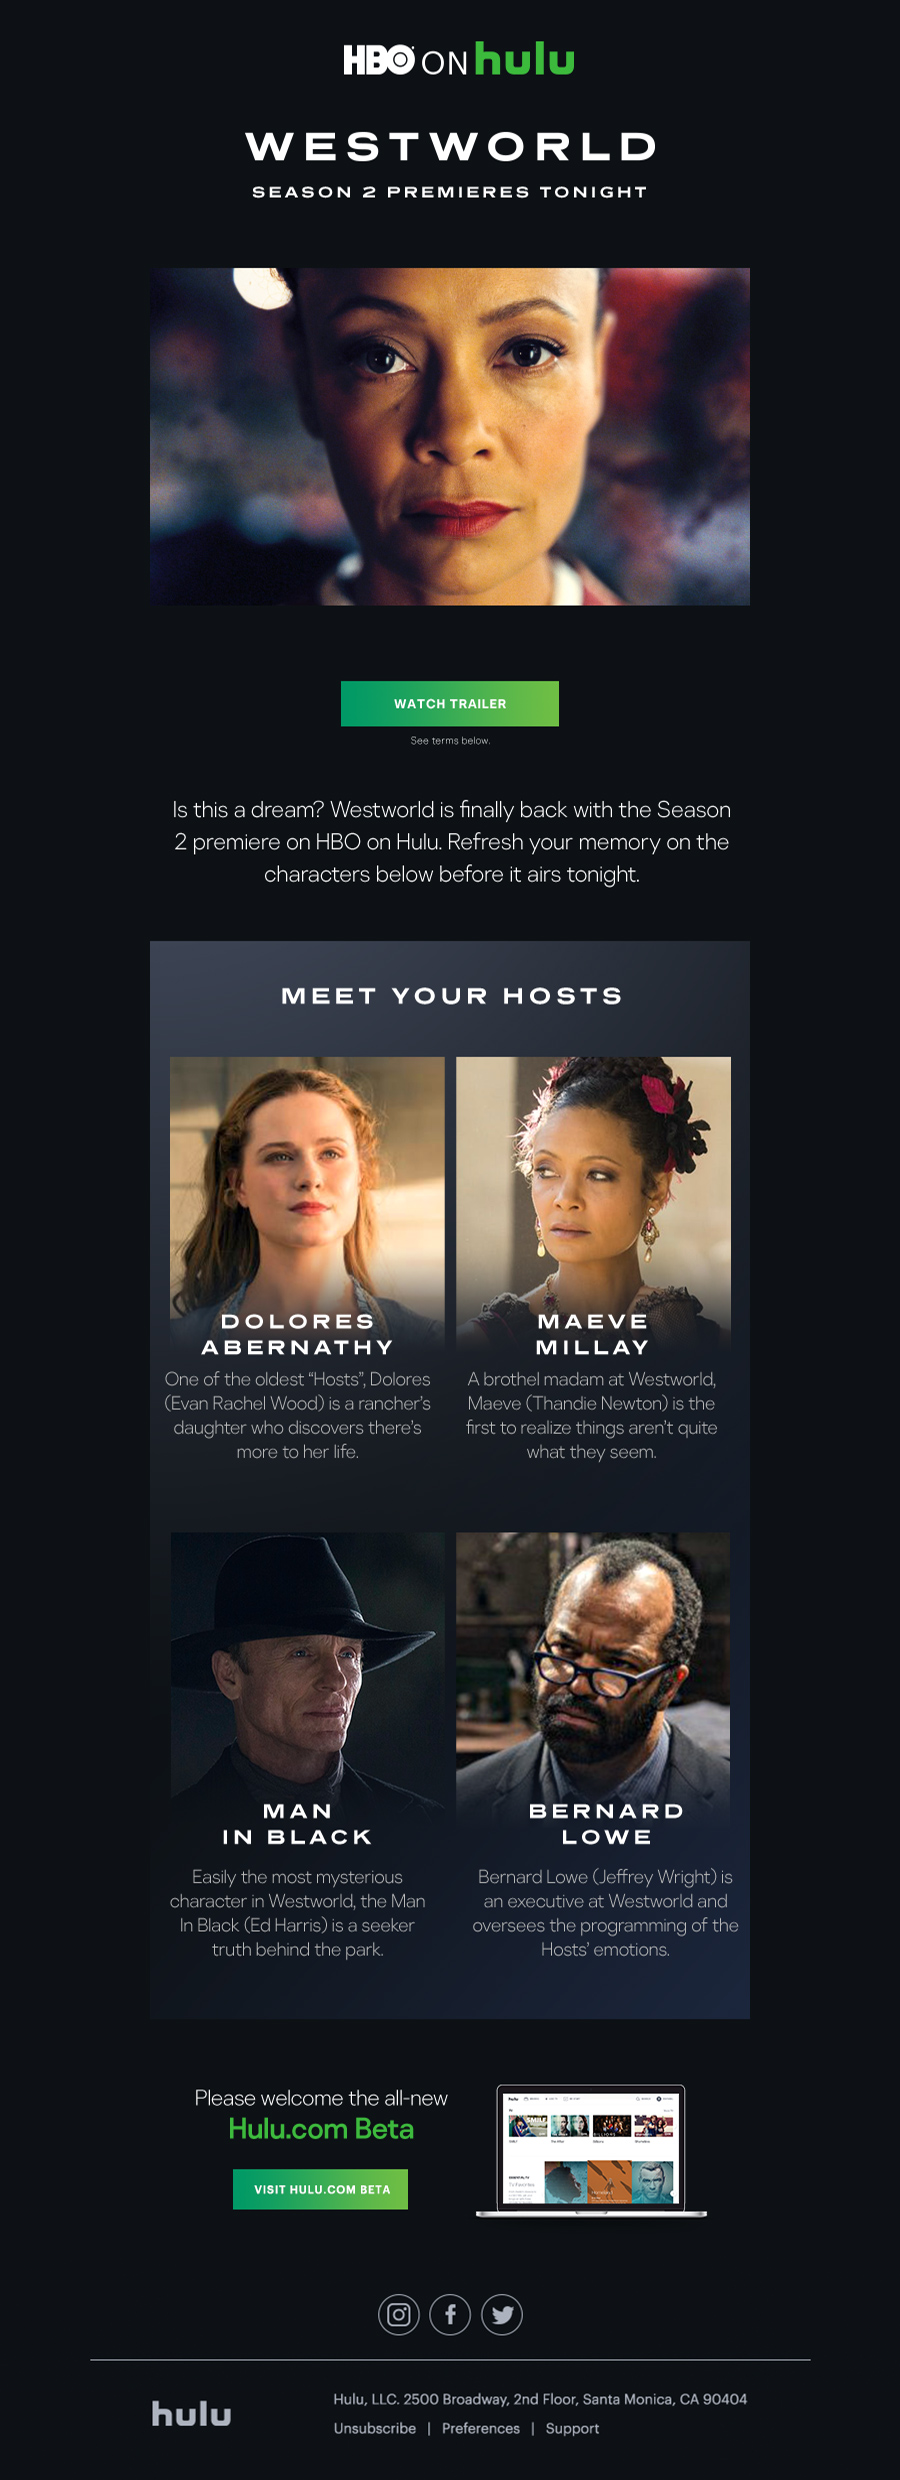 HBO ON hulu
WESTWORLD
SEASON 2 PREMIERES TONIGHT
WATCH TRAILER
See terms below.
Is this a dream? Westworld is finally back with the Season
2 premiere on HBO on Hulu. Refresh your memory on the
characters below before it airs tonight.
MEET YOUR HOSTS
DOLORES
ABERNATHY
One of the oldest “Hosts”, Dolores
(Evan Rachel Wood) is a rancher’s
daughter who discovers there’s
more to her life.
MAEVE
MILLAY
A brothel madam at Westworld,
Maeve (Thandie Newton) is the
first to realize things aren’t quite
what they seem.
MAN
IN BLACK
Easily the most mysterious
character in Westworld, the Man
In Black (Ed Harris) is a seeker
truth behind the park.
BERNARD
LOWE
Bernard Lowe (Jeffrey Wright) is
an executive at Westworld and
oversees the programming of the
Hosts’ emotions.
Please welcome the all-new
Hulu.com Beta
VISIT HULU.COM BETA
hulu
SMILF
BILLIONS
TV Favorites
hulu
Hulu, LLC. 2500 Broadway, 2nd Floor, Santa Monica, CA 90404
Unsubscribe | Preferences | Support